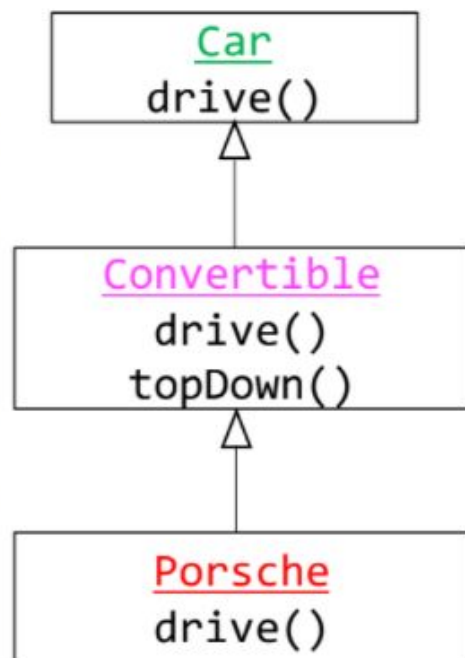 Car
drive()
Convertible
drive()
topDown()
Porsche
drive()